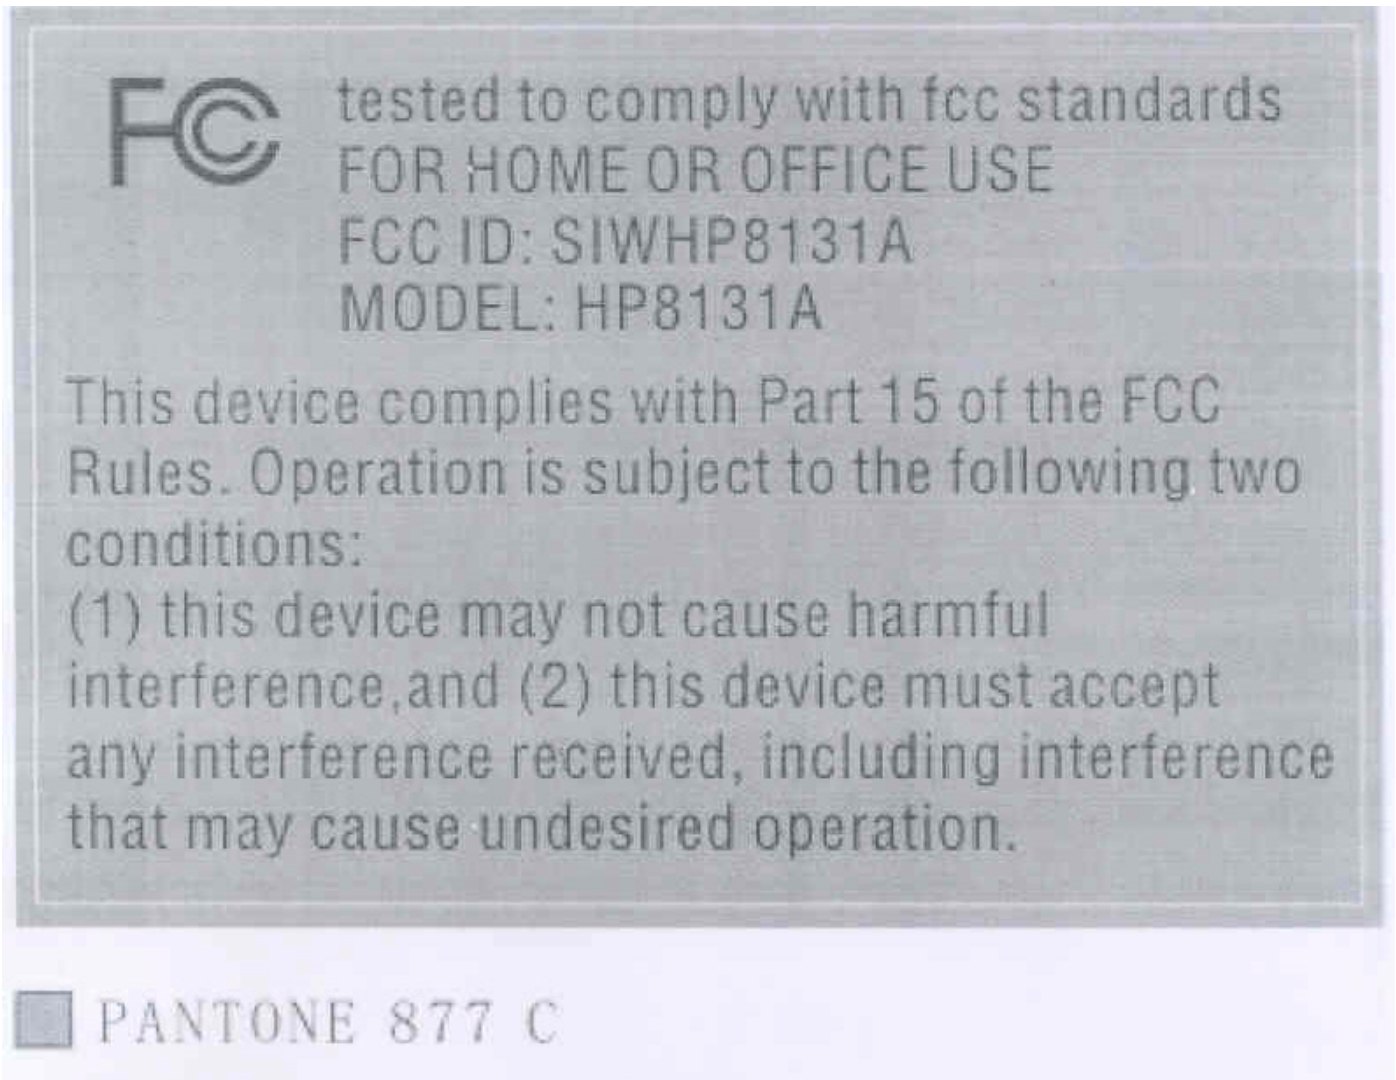 FC tested to comply with fcc standards
FOR HOME OR OFFICE USE
FCC ID: SIWHP8131A
MODEL: HP8131A
This device complies with Part 15 of the FCC
Rules. Operation is subject to the following two
conditions:
(1) this device may not cause harmful
interference,and (2) this device must accept
any interference received, including interference
that may cause undesired operation.
PANTONE 877 C